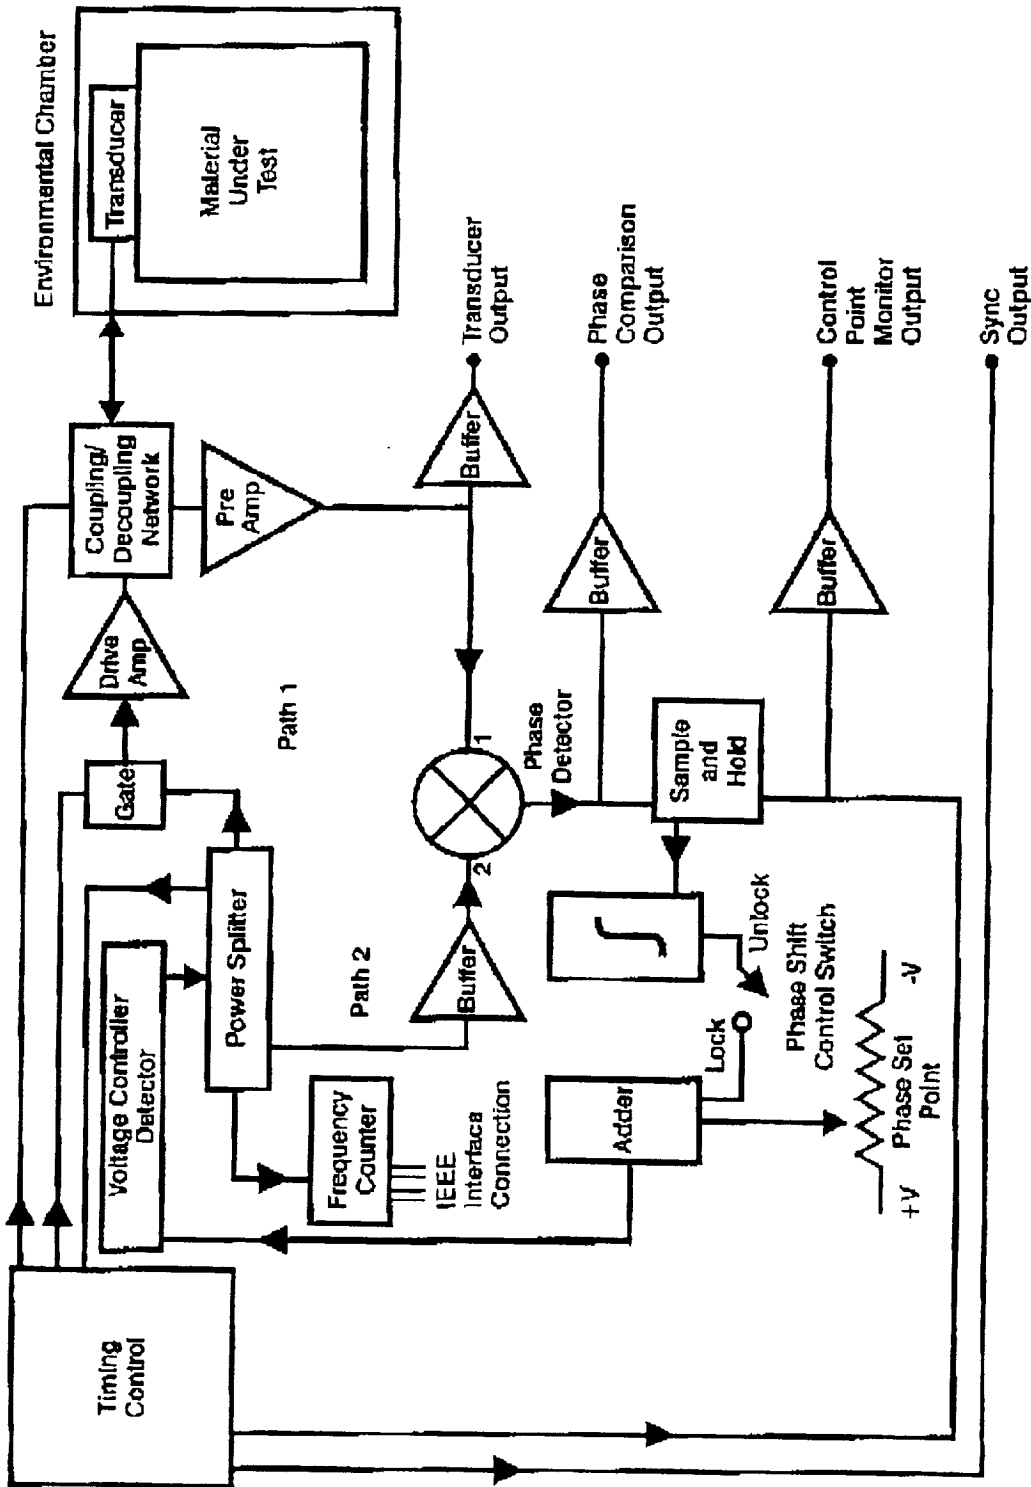 Environmental Chamber
Transducer
Material
Under
Test
Coupling/
Decoupling
Network
Drive
Amp
Gate
Pre
Amp
Timing
Control
Voltage Controller
Detector
Power Splitter
Path 1
Path 2
Frequency
Counter
IEEE
Interface
Connection
Buffer
2
1
Phase
Detector
Buffer
Transducer
Output
Buffer
Phase
Comparison
Output
Sample
and
Hold
Buffer
Control
Point
Monitor
Output
Sync
Output
∫
Unlock
Lock
Phase Shift
Control Switch
Adder
+V
Phase Set
Point
-V